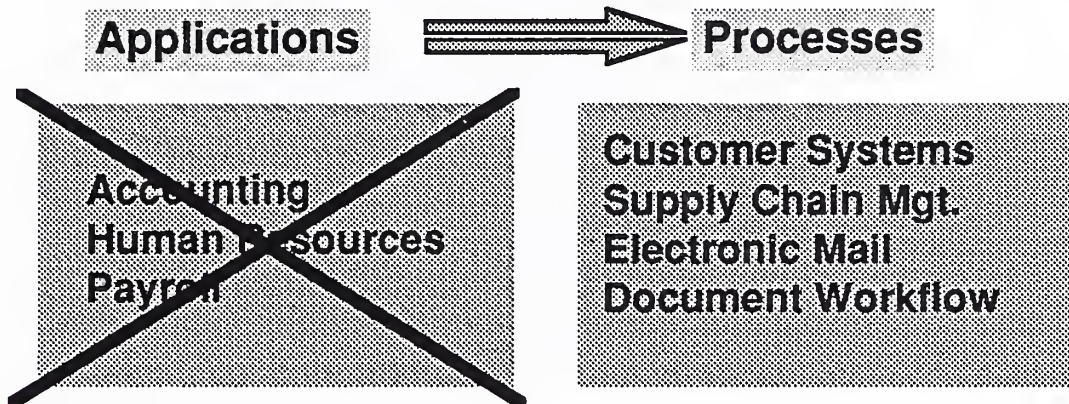 Applications
Processes
Accounting
Human Resources
Payroll
Customer Systems
Supply Chain Mgt.
Electronic Mail
Document Workflow